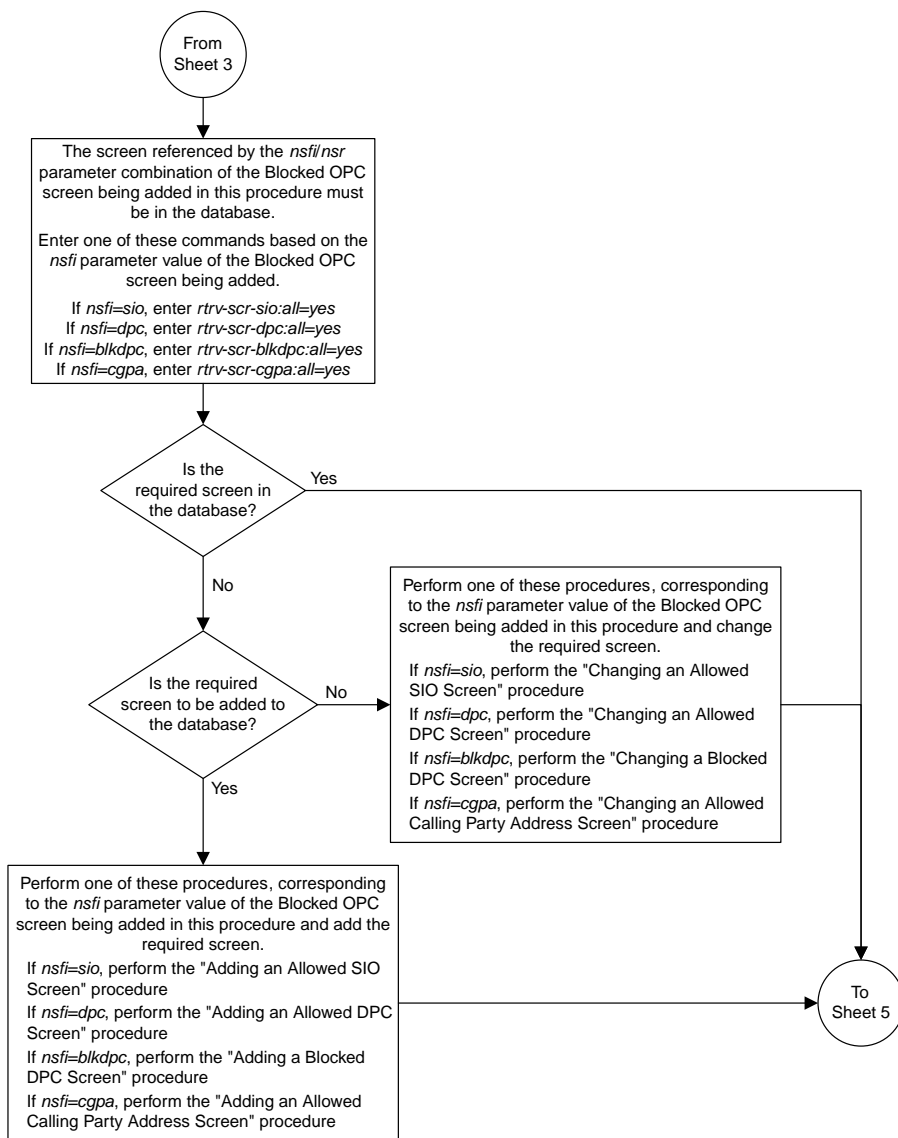 From
Sheet 3
The screen referenced by the nsfi/nsr
parameter combination of the Blocked OPC
screen being added in this procedure must
be in the database.
Enter one of these commands based on the
nsfi parameter value of the Blocked OPC
screen being added.
If nsfi=sio, enter rtrv-scr-sio:all=yes
If nsfi=dpc, enter rtrv-scr-dpc:all=yes
If nsfi=blkdpc, enter rtrv-scr-blkdpc:all=yes
If nsfi=cgpa, enter rtrv-scr-cgpa:all=yes
Is the
required screen in
the database?
Yes
No
Is the required
screen to be added to
the database?
No
Yes
Perform one of these procedures, corresponding
to the nsfi parameter value of the Blocked OPC
screen being added in this procedure and change
the required screen.
If nsfi=sio, perform the "Changing an Allowed
SIO Screen" procedure
If nsfi=dpc, perform the "Changing an Allowed
DPC Screen" procedure
If nsfi=blkdpc, perform the "Changing a Blocked
DPC Screen" procedure
If nsfi=cgpa, perform the "Changing an Allowed
Calling Party Address Screen" procedure
Perform one of these procedures, corresponding
to the nsfi parameter value of the Blocked OPC
screen being added in this procedure and add the
required screen.
If nsfi=sio, perform the "Adding an Allowed SIO
Screen" procedure
If nsfi=dpc, perform the "Adding an Allowed DPC
Screen" procedure
If nsfi=blkdpc, perform the "Adding a Blocked
DPC Screen" procedure
If nsfi=cgpa, perform the "Adding an Allowed
Calling Party Address Screen" procedure
To
Sheet 5